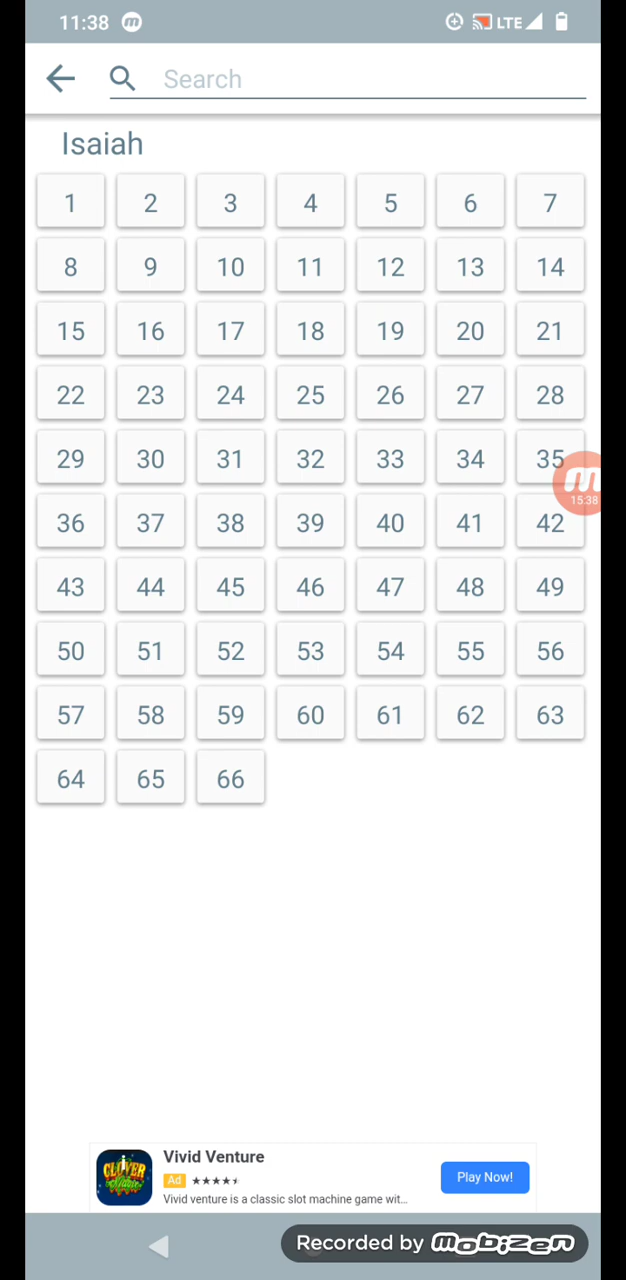 11:38
LTE
Search
Isaiah
1 2 3 4 5 6 7
8 9 10 11 12 13 14
15 16 17 18 19 20 21
22 23 24 25 26 27 28
29 30 31 32 33 34 35
15:38
36 37 38 39 40 41 42
43 44 45 46 47 48 49
50 51 52 53 54 55 56
57 58 59 60 61 62 63
64 65 66
CLOVER
Vivid Venture
Ad
Play Now!
Vivid venture is a classic slot machine game wit...
Recorded by mobizen